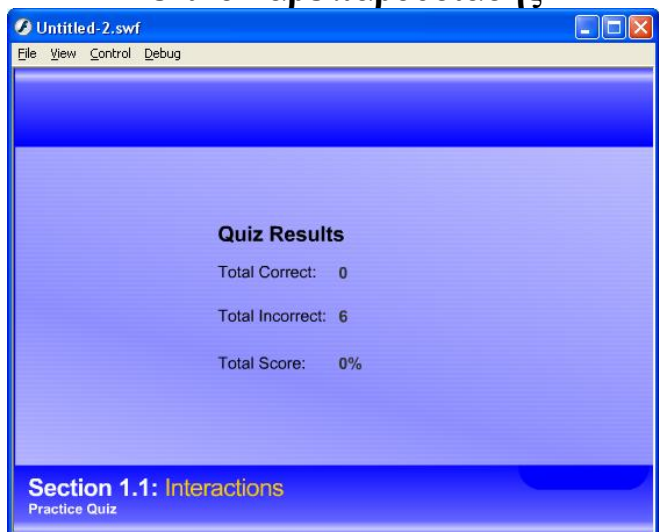 Untitled-2.swf
File View Control Debug
Quiz Results
Total Correct: 0
Total Incorrect: 6
Total Score: 0%
Section 1.1: Interactions
Practice Quiz